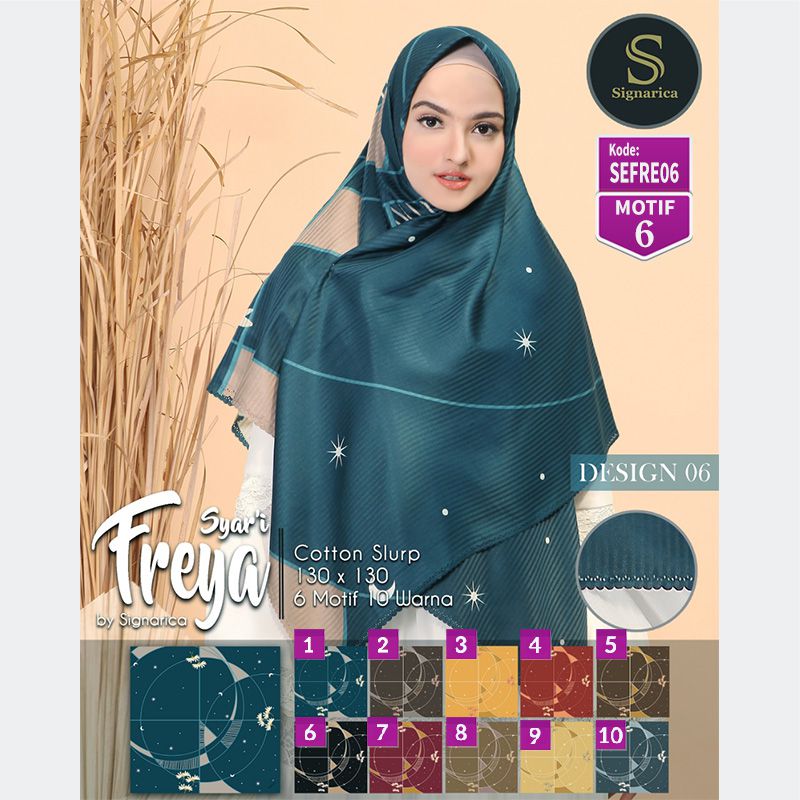 S
Signarica
Kode:
SEFRE06
MOTIF
6
DESIGN 06
Syar'i
Freya
by Signarica
Cotton Slurp
130 x 130
6 Motif 10 Warna
1 2 3 4 5
6 7 8 9 10